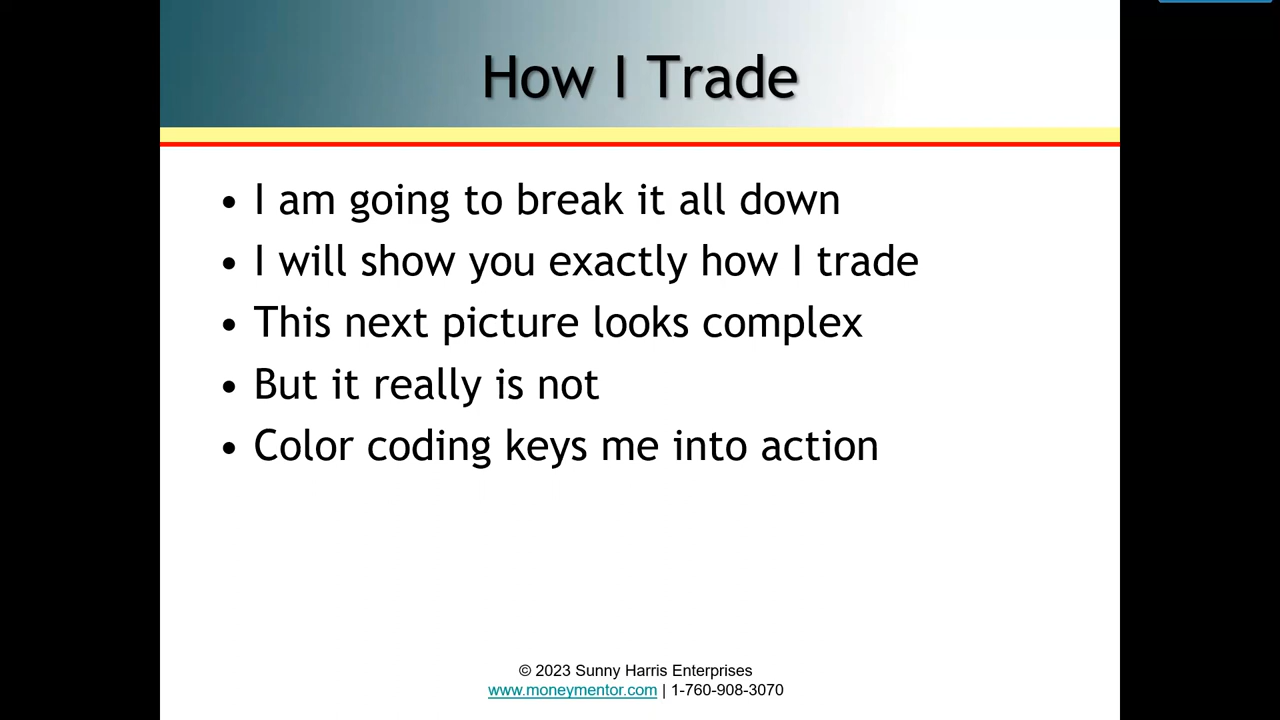 How I Trade
• I am going to break it all down
• I will show you exactly how I trade
• This next picture looks complex
• But it really is not
• Color coding keys me into action
© 2023 Sunny Harris Enterprises
www.moneymentor.com | 1-760-908-3070